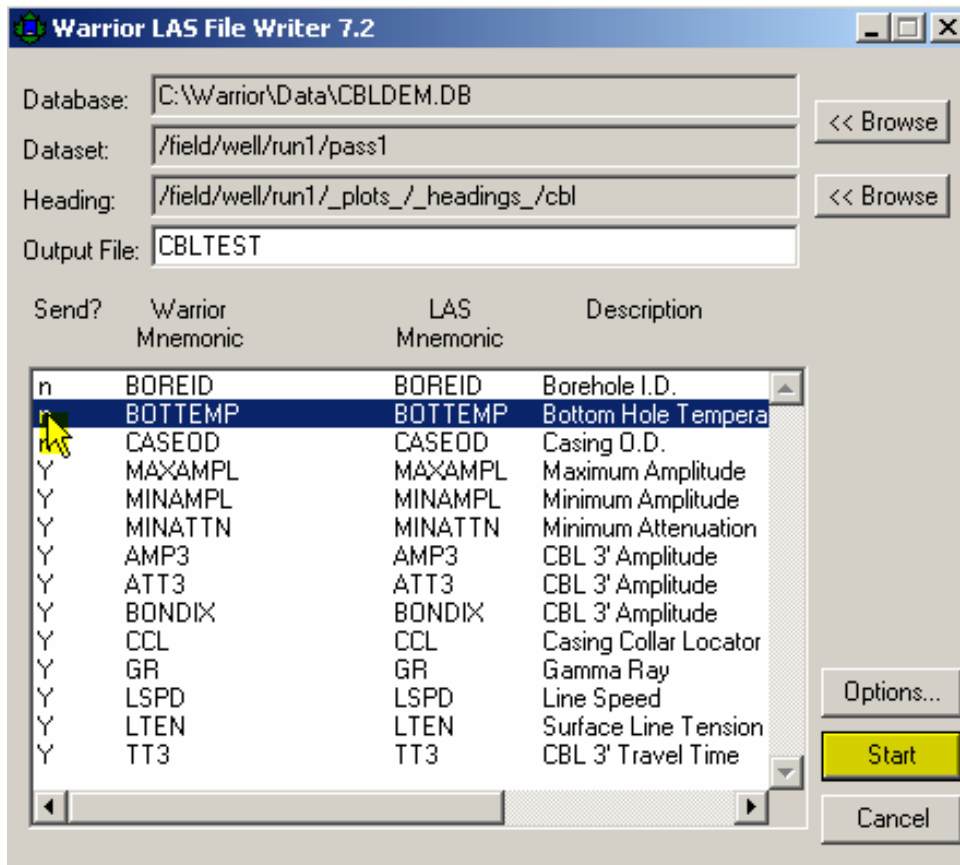 Warrior LAS File Writer 7.2
Database: C:\Warrior\Data\CBLDEM.DB
<< Browse
Dataset: /field/well/run1/pass1
Heading: /field/well/run1/_plots_/_headings_/cbl << Browse
Output File: CBLTEST
Send? Warrior Mnemonic LAS Mnemonic Description
n BOREID BOREID Borehole I.D.
n BOTTEMP BOTTEMP Bottom Hole Tempera
n CASEOD CASEOD Casing O.D.
Y MAXAMPL MAXAMPL Maximum Amplitude
Y MINAMPL MINAMPL Minimum Amplitude
Y MINATTN MINATTN Minimum Attenuation
Y AMP3 AMP3 CBL 3' Amplitude
Y ATT3 ATT3 CBL 3' Amplitude
Y BONDIX BONDIX CBL 3' Amplitude
Y CCL CCL Casing Collar Locator
Y GR GR Gamma Ray
Y LSPD LSPD Line Speed
Y LTEN LTEN Surface Line Tension
Y TT3 TT3 CBL 3' Travel Time
Options...
Start
Cancel